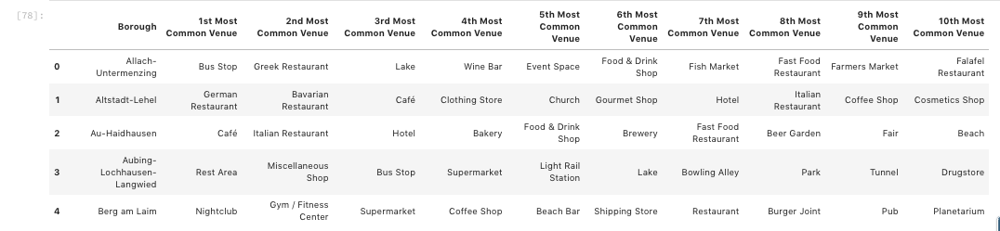 [78]:
Borough 1st Most Common Venue 2nd Most Common Venue 3rd Most Common Venue 4th Most Common Venue 5th Most Common Venue 6th Most Common Venue 7th Most Common Venue 8th Most Common Venue 9th Most Common Venue 10th Most Common Venue
0 Allach-Untermenzing Bus Stop Greek Restaurant Lake Wine Bar Event Space Food & Drink Shop Fish Market Fast Food Restaurant Farmers Market Falafel Restaurant
1 Altstadt-Lehel German Restaurant Bavarian Restaurant Café Clothing Store Church Gourmet Shop Hotel Italian Restaurant Coffee Shop Cosmetics Shop
2 Au-Haidhausen Café Italian Restaurant Hotel Bakery Food & Drink Shop Brewery Fast Food Restaurant Beer Garden Fair Beach
3 Aubing-Lochhausen-Langwied Rest Area Miscellaneous Shop Bus Stop Supermarket Light Rail Station Lake Bowling Alley Park Tunnel Drugstore
4 Berg am Laim Nightclub Gym / Fitness Center Supermarket Coffee Shop Beach Bar Shipping Store Restaurant Burger Joint Pub Planetarium